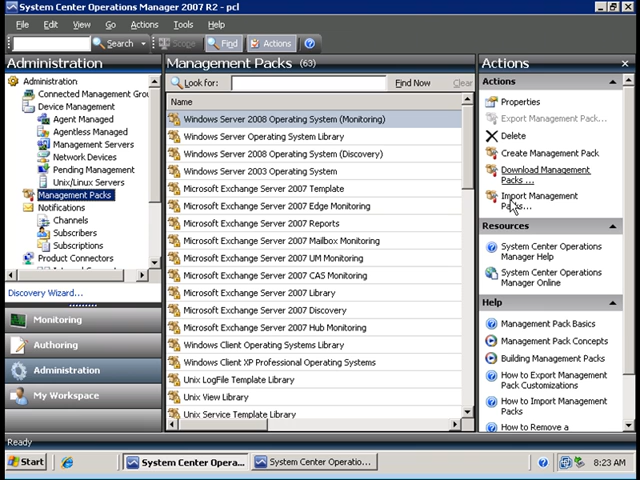 System Center Operations Manager 2007 R2 - pcl
File Edit View Go Actions Tools Help
Search Scope Find Actions
Administration
Administration
Connected Management Grou
Device Management
Agent Managed
Agentless Managed
Management Servers
Network Devices
Pending Management
Unix/Linux Servers
Management Packs
Notifications
Channels
Subscribers
Subscriptions
Product Connectors
Discovery Wizard...
Monitoring
Authoring
Administration
My Workspace
Management Packs (63)
Look for: Find Now Clear
Name
Windows Server 2008 Operating System (Monitoring)
Windows Server Operating System Library
Windows Server 2008 Operating System (Discovery)
Windows Server 2003 Operating System
Microsoft Exchange Server 2007 Template
Microsoft Exchange Server 2007 Edge Monitoring
Microsoft Exchange Server 2007 Reports
Microsoft Exchange Server 2007 Mailbox Monitoring
Microsoft Exchange Server 2007 UM Monitoring
Microsoft Exchange Server 2007 CAS Monitoring
Microsoft Exchange Server 2007 Library
Microsoft Exchange Server 2007 Discovery
Microsoft Exchange Server 2007 Hub Monitoring
Windows Client Operating Systems Library
Windows Client XP Professional Operating Systems
Unix LogFile Template Library
Unix View Library
Unix Service Template Library
Actions
Actions
Properties
Export Management Pack...
Delete
Create Management Pack
Download Management
Packs ...
Import Management
Packs...
Resources
System Center Operations
Manager Help
System Center Operations
Manager Online
Help
Management Pack Basics
Management Pack Concepts
Building Management Packs
How to Export Management
Pack Customizations
How to Import Management
Packs
How to Remove a
Ready
Start
System Center Opera...
System Center Operatio...
8:23 AM